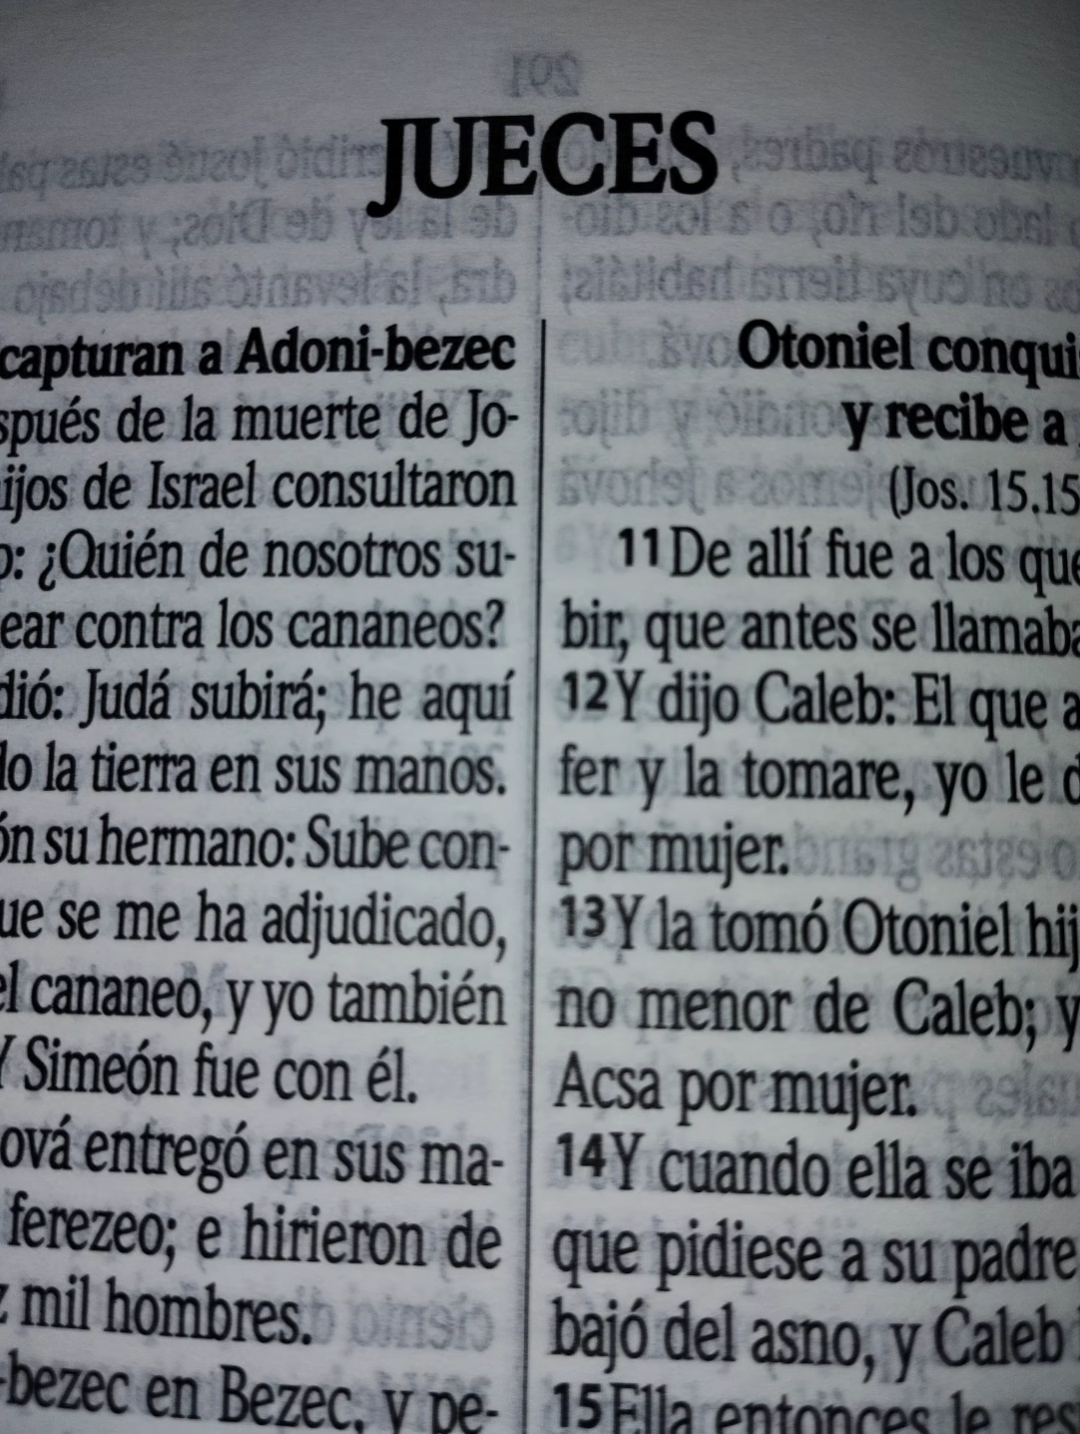 JUECES
capturan a Adoni-bezec
spués de la muerte de Jo-
ijos de Israel consultaron
o: ¿Quién de nosotros su-
ear contra los cananeos?
dió: Judá subirá; he aquí
lo la tierra en sus manos.
ón su hermano: Sube con-
ue se me ha adjudicado,
el cananeo, y yo también
Y Simeón fue con él.
ová entregó en sus ma-
ferezeo; e hirieron de
z mil hombres.
-bezec en Bezec, y pe-
Otoniel conqui
y recibe a
(Jos. 15.15
11 De allí fue a los que
bir, que antes se llamaba
12 Y dijo Caleb: El que a
fer y la tomare, yo le d
por mujer.
13 Y la tomó Otoniel hij
no menor de Caleb; y
Acsa por mujer.
14 Y cuando ella se iba
que pidiese a su padre
bajó del asno, y Caleb
15 Ella entonces le res